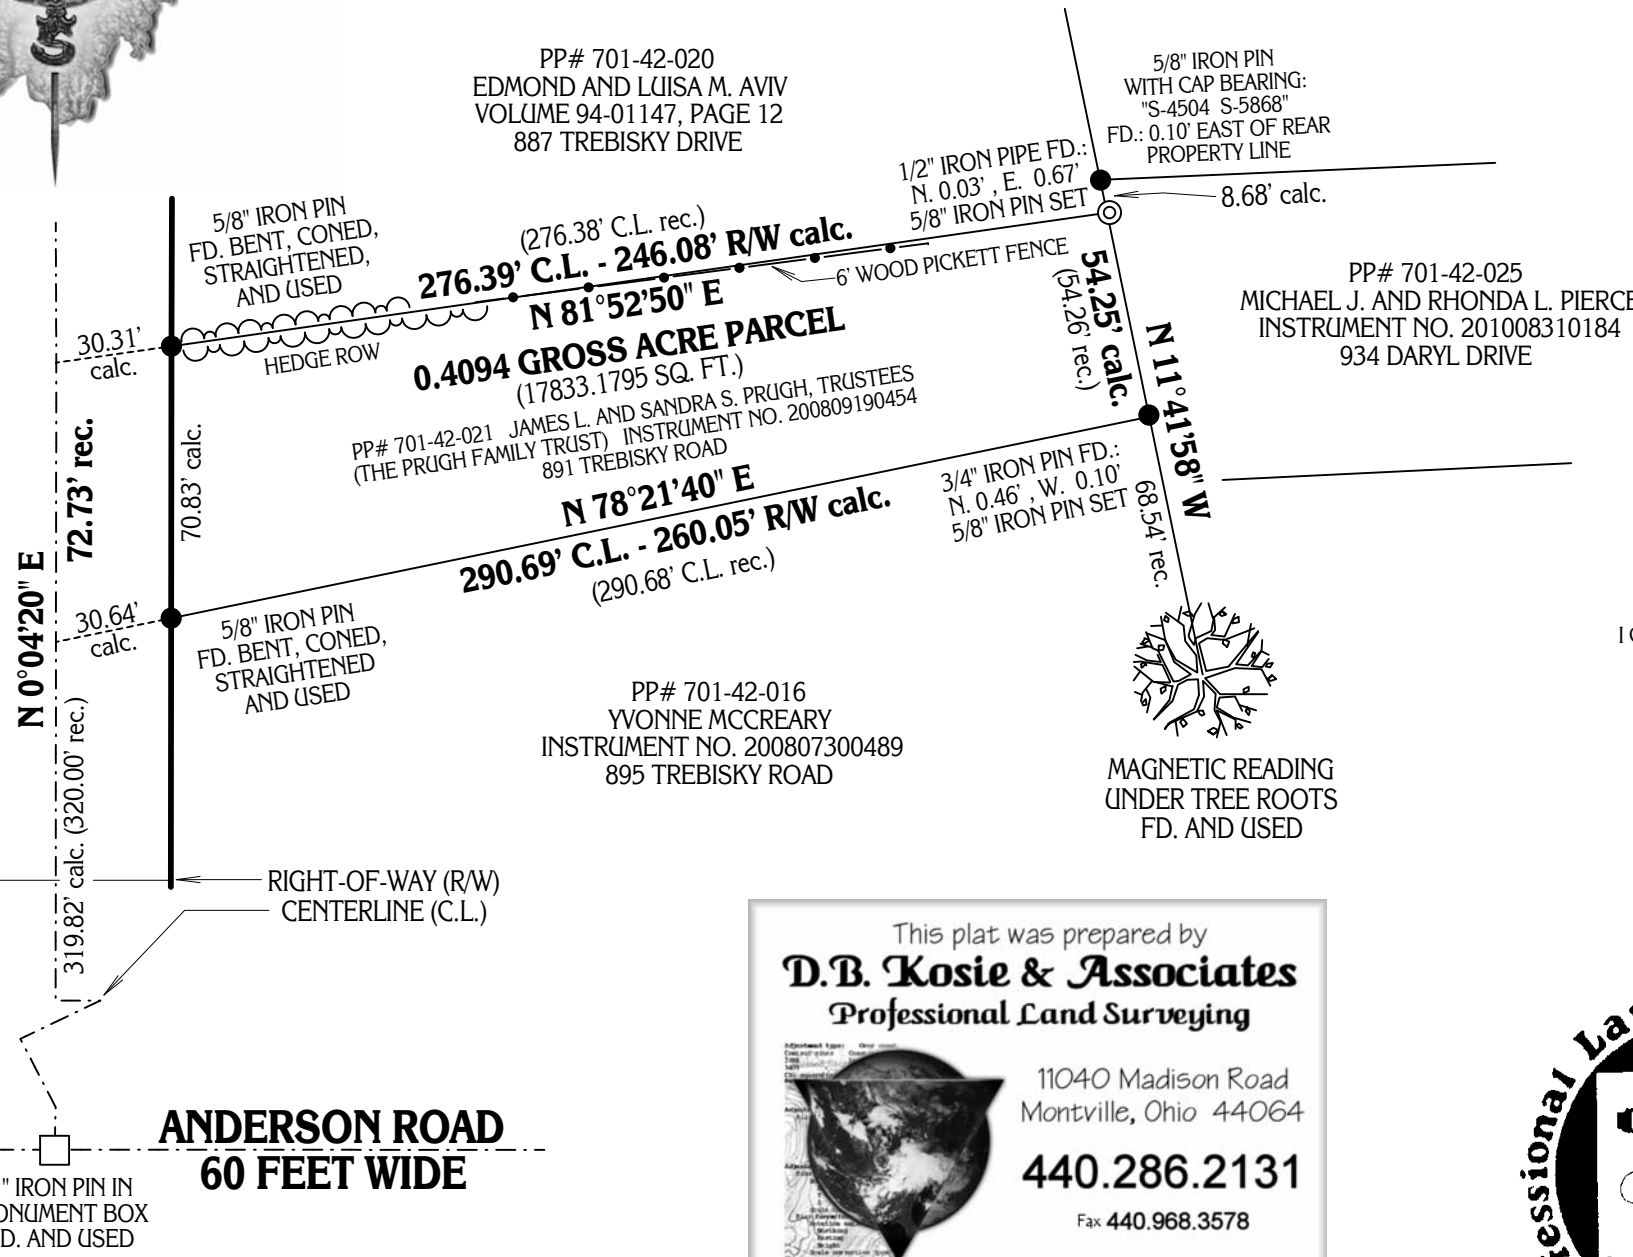 S
PP# 701-42-020
EDMOND AND LUISA M. AVIV
VOLUME 94-01147, PAGE 12
887 TREBISKY DRIVE
5/8" IRON PIN
WITH CAP BEARING:
"S-4504 S-5868"
FD.: 0.10' EAST OF REAR
PROPERTY LINE
1/2" IRON PIPE FD.:
N. 0.03' , E. 0.67'
5/8" IRON PIN SET
8.68' calc.
5/8" IRON PIN
FD. BENT, CONED,
STRAIGHTENED,
AND USED
(276.38' C.L. rec.)
276.39' C.L. - 246.08' R/W calc.
N 81°52'50" E
6' WOOD PICKETT FENCE
HEDGE ROW
30.31'
calc.
0.4094 GROSS ACRE PARCEL
(17833.1795 SQ. FT.)
PP# 701-42-021 JAMES L. AND SANDRA S. PRUGH, TRUSTEES
(THE PRUGH FAMILY TRUST) INSTRUMENT NO. 200809190454
891 TREBISKY ROAD
54.25' calc.
(54.26' rec.)
N 11°41'58" W
PP# 701-42-025
MICHAEL J. AND RHONDA L. PIERCE
INSTRUMENT NO. 201008310184
934 DARYL DRIVE
72.73' rec.
70.83' calc.
N 78°21'40" E
290.69' C.L. - 260.05' R/W calc.
(290.68' C.L. rec.)
3/4" IRON PIN FD.:
N. 0.46' , W. 0.10'
5/8" IRON PIN SET
68.54' rec.
N 0°04'20" E
30.64'
calc.
5/8" IRON PIN
FD. BENT, CONED,
STRAIGHTENED
AND USED
I
PP# 701-42-016
YVONNE MCCREARY
INSTRUMENT NO. 200807300489
895 TREBISKY ROAD
MAGNETIC READING
UNDER TREE ROOTS
FD. AND USED
319.82' calc. (320.00' rec.)
RIGHT-OF-WAY (R/W)
CENTERLINE (C.L.)
ANDERSON ROAD
60 FEET WIDE
" IRON PIN IN
ONUMENT BOX
D. AND USED
This plat was prepared by
D.B. Kosie & Associates
Professional Land Surveying
11040 Madison Road
Montville, Ohio 44064
440.286.2131
Fax 440.968.3578
essional La